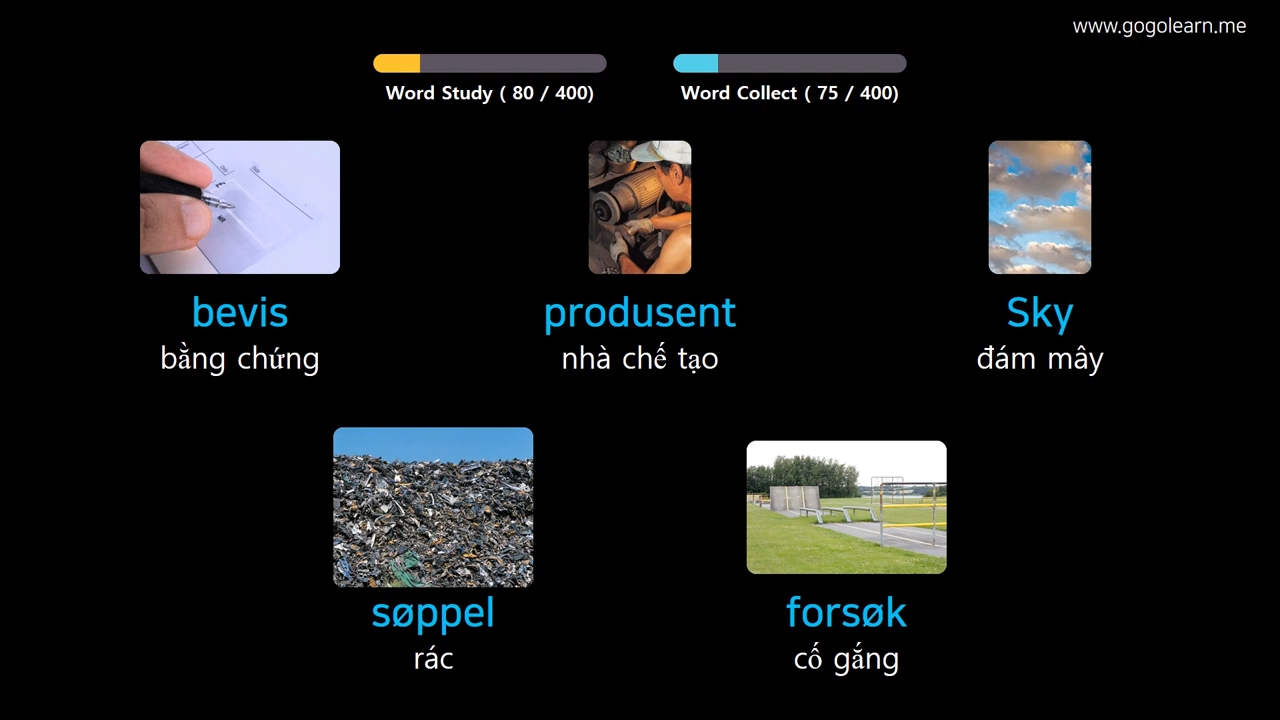 www.gogolearn.me
Word Study ( 80 / 400)
Word Collect ( 75 / 400)
bevis
bằng chứng
produsent
nhà chế tạo
Sky
đám mây
søppel
rác
forsøk
cố gắng